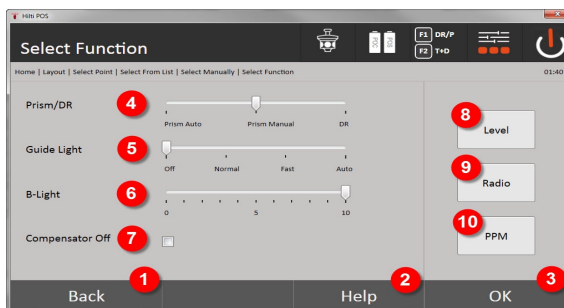 Hilti POS
Select Function
POC
POS
F1 DR/P
F2 T+D
Home | Layout | Select Point | Select From List | Select Manually | Select Function
01:40
Prism/DR
4
Prism Auto
Prism Manual
DR
Guide Light
5
Off
Normal
Fast
Auto
B-Light
6
0
5
10
Compensator Off
7
8
Level
9
Radio
10
PPM
1
Back
2
Help
3
OK